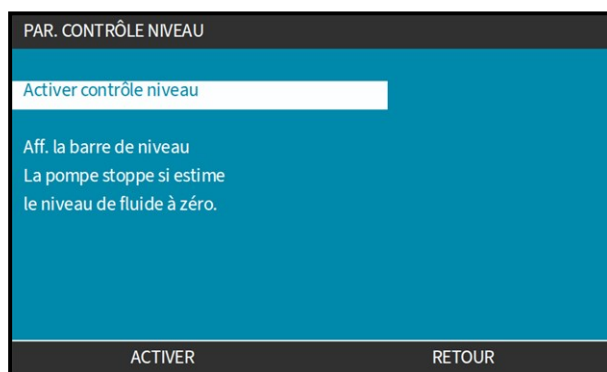 PAR. CONTRÔLE NIVEAU
Activer contrôle niveau
Aff. la barre de niveau
La pompe stoppe si estime
le niveau de fluide à zéro.
ACTIVER RETOUR